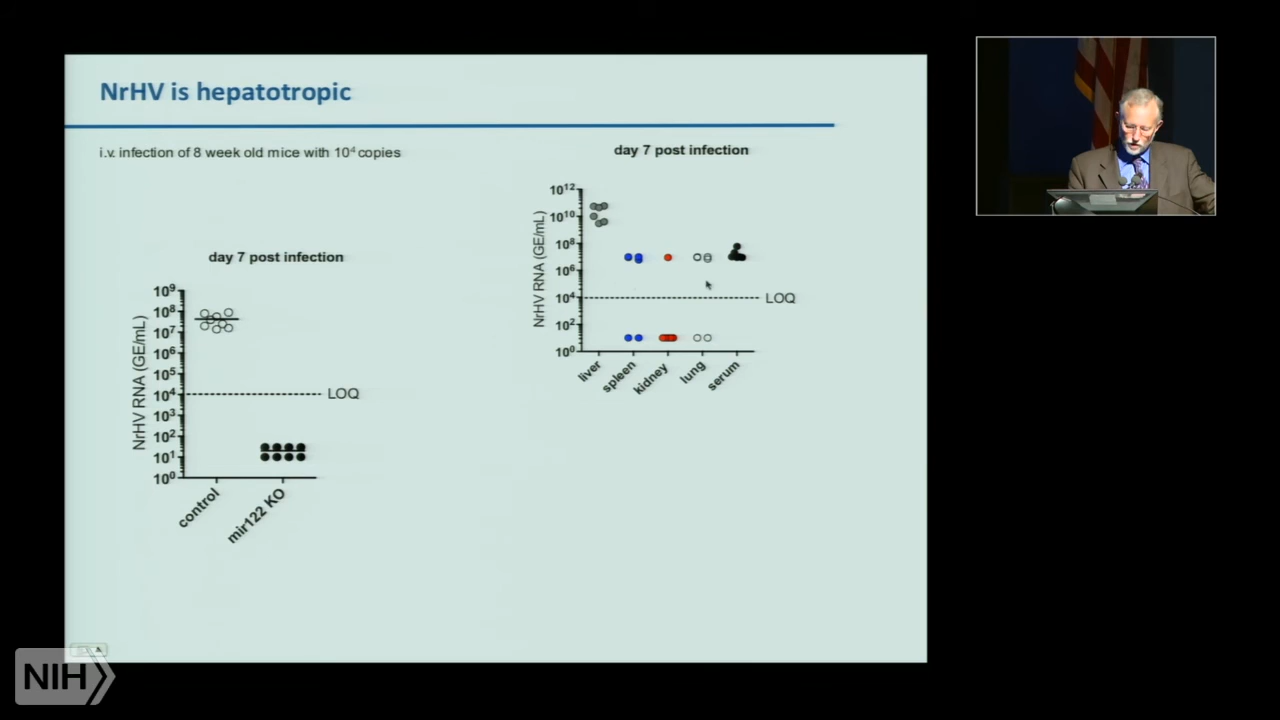 NrHV is hepatotropic
i.v. infection of 8 week old mice with 10⁴ copies
day 7 post infection
NrHV RNA (GE/mL)
10⁹
10⁸
10⁷
10⁶
10⁵
10⁴
10³
10²
10¹
10⁰
LOQ
control
mir122 KO
day 7 post infection
NrHV RNA (GE/mL)
10¹²
10¹⁰
10⁸
10⁶
10⁴
10²
10⁰
LOQ
liver
spleen
kidney
lung
serum
NIH